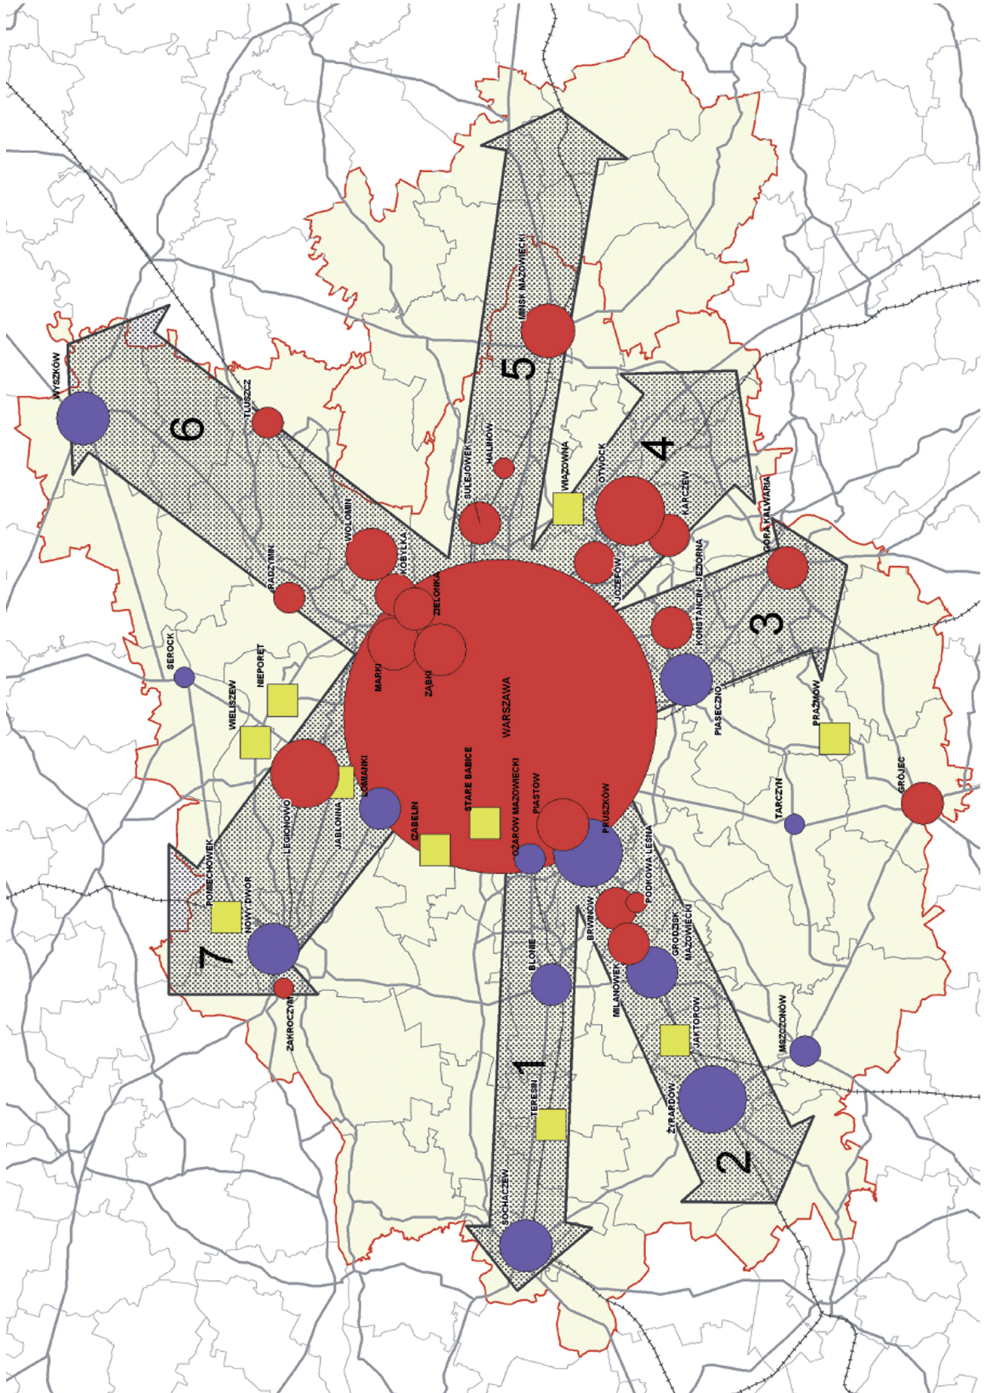 WYSZKÓW
6
TŁUSZCZ
MIŃSK MAZOWIECKI
5
HALINÓW
SULEJÓWEK
WIĄZOWNA
OTWOCK
4
KARCZEW
GÓRA KALWARIA
JÓZEFÓW
KONSTANCIN-JEZIORNA
3
WOŁOMIN
KOBYŁKA
RADZYMIN
ZIELONKA
MARKI
ZĄBKI
SEROCK
NIEPORĘT
WIELISZEW
WARSZAWA
PIASECZNO
PRAŻMÓW
TARCZYN
GRÓJEC
LEGIONOWO
JABŁONNA
ŁOMIANKI
IZABELIN
STARE BABICE
OŻARÓW MAZOWIECKI
PIASTÓW
PRUSZKÓW
POMIECHÓWEK
NOWY DWÓR
7
ZAKROCZYM
BŁONIE
BRWINÓW
PODKOWA LEŚNA
MILANÓWEK
GRODZISK
MAZOWIECKI
JAKTORÓW
MSZCZONÓW
1
TERESIN
SOCHACZEW
ŻYRARDÓW
2